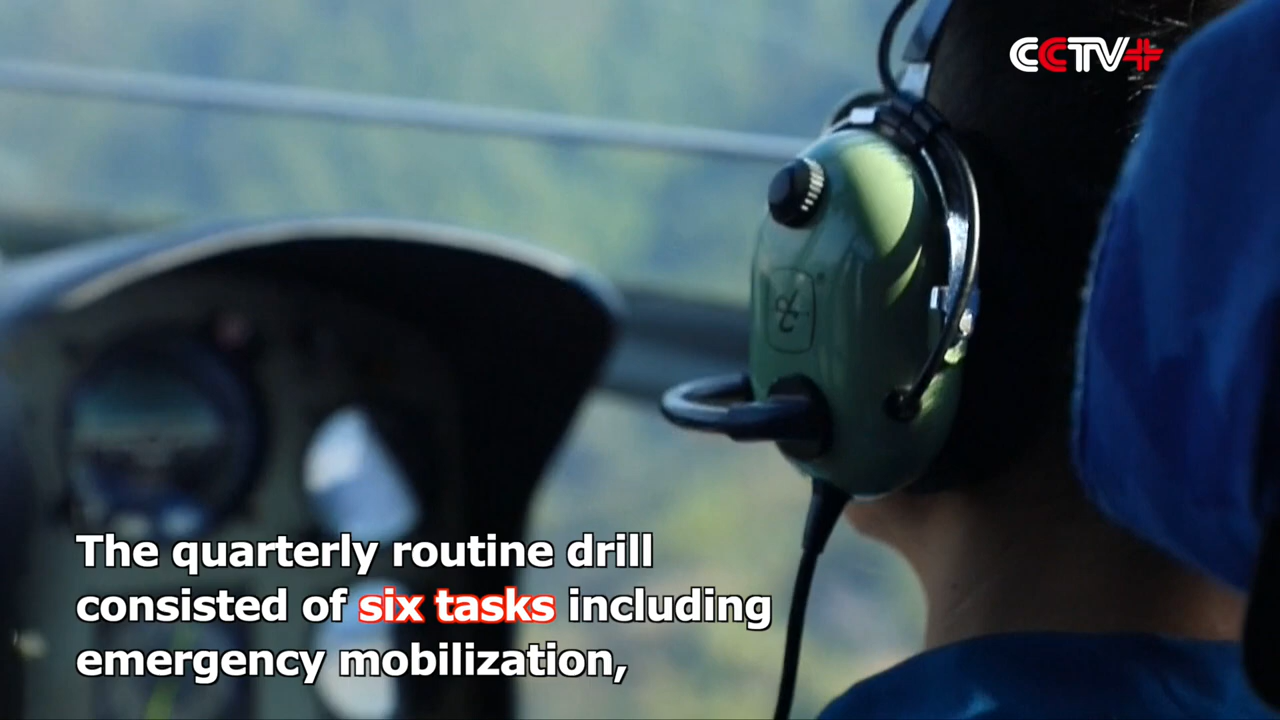 CCTV+
The quarterly routine drill
consisted of six tasks including
emergency mobilization,